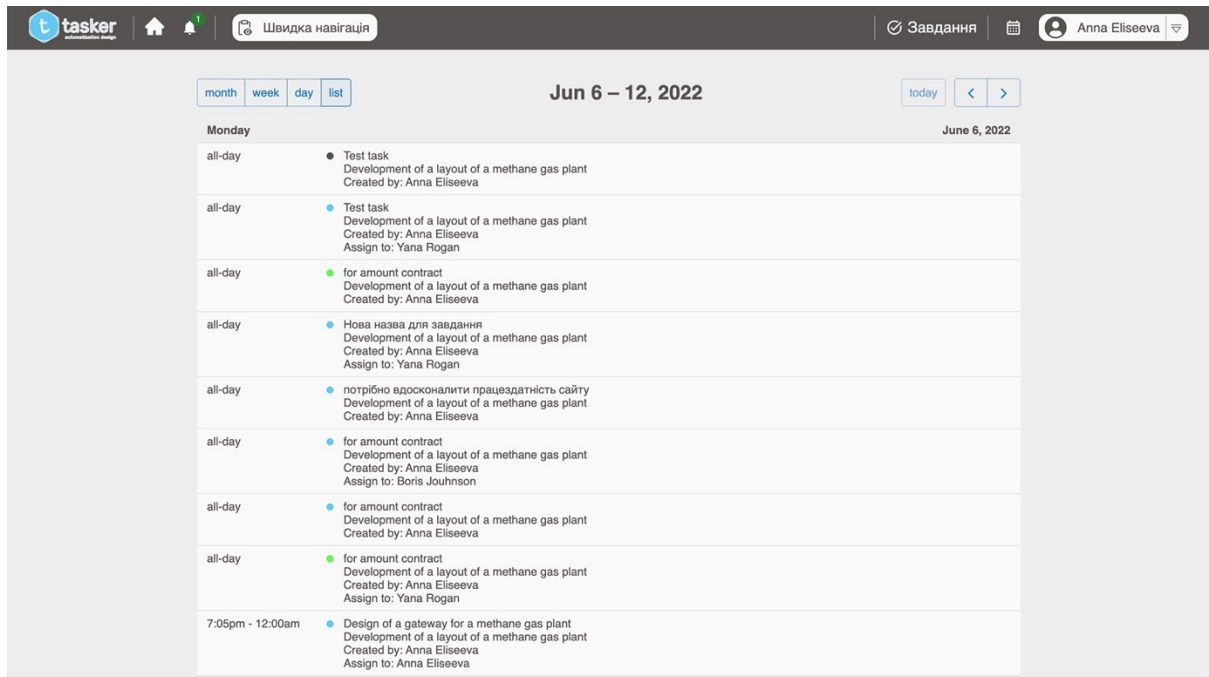 t tasker
automatization design
1
Швидка навігація
Завдання
Anna Eliseeva
month week day list
Jun 6 – 12, 2022
today
Monday June 6, 2022
all-day Test task
Development of a layout of a methane gas plant
Created by: Anna Eliseeva
all-day Test task
Development of a layout of a methane gas plant
Created by: Anna Eliseeva
Assign to: Yana Rogan
all-day for amount contract
Development of a layout of a methane gas plant
Created by: Anna Eliseeva
all-day Нова назва для завдання
Development of a layout of a methane gas plant
Created by: Anna Eliseeva
Assign to: Yana Rogan
all-day потрібно вдосконалити працездатність сайту
Development of a layout of a methane gas plant
Created by: Anna Eliseeva
all-day for amount contract
Development of a layout of a methane gas plant
Created by: Anna Eliseeva
Assign to: Boris Jouhnson
all-day for amount contract
Development of a layout of a methane gas plant
Created by: Anna Eliseeva
all-day for amount contract
Development of a layout of a methane gas plant
Created by: Anna Eliseeva
Assign to: Yana Rogan
7:05pm - 12:00am Design of a gateway for a methane gas plant
Development of a layout of a methane gas plant
Created by: Anna Eliseeva
Assign to: Anna Eliseeva